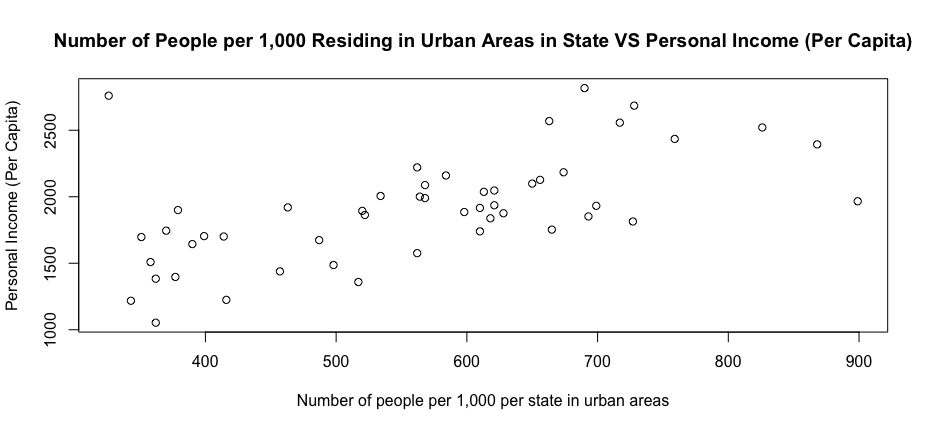 Number of People per 1,000 Residing in Urban Areas in State VS Personal Income (Per Capita)
Personal Income (Per Capita)
2500
2000
1500
1000
400 500 600 700 800 900
Number of people per 1,000 per state in urban areas